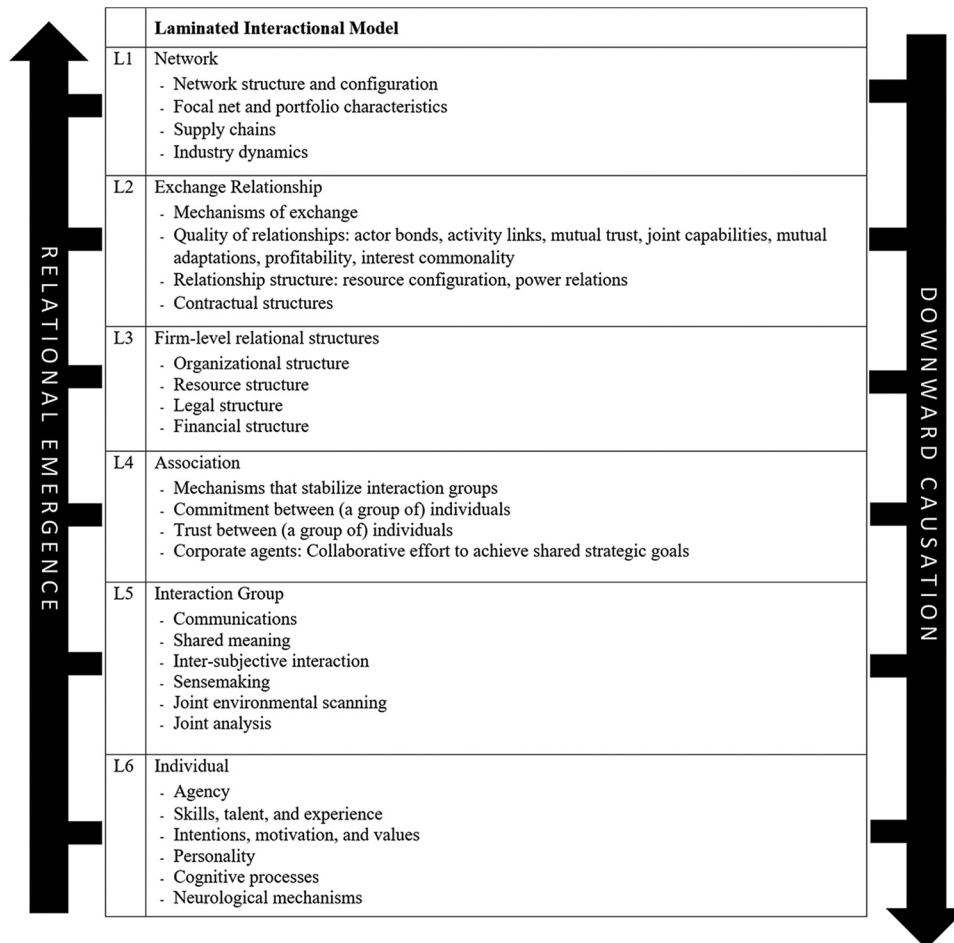 Laminated Interactional Model
L1 Network
- Network structure and configuration
- Focal net and portfolio characteristics
- Supply chains
- Industry dynamics
L2 Exchange Relationship
- Mechanisms of exchange
- Quality of relationships: actor bonds, activity links, mutual trust, joint capabilities, mutual
adaptations, profitability, interest commonality
- Relationship structure: resource configuration, power relations
- Contractual structures
L3 Firm-level relational structures
- Organizational structure
- Resource structure
- Legal structure
- Financial structure
L4 Association
- Mechanisms that stabilize interaction groups
- Commitment between (a group of) individuals
- Trust between (a group of) individuals
- Corporate agents: Collaborative effort to achieve shared strategic goals
L5 Interaction Group
- Communications
- Shared meaning
- Inter-subjective interaction
- Sensemaking
- Joint environmental scanning
- Joint analysis
L6 Individual
- Agency
- Skills, talent, and experience
- Intentions, motivation, and values
- Personality
- Cognitive processes
- Neurological mechanisms
RELATIONAL EMERGENCE
DOWNWARD CAUSATION